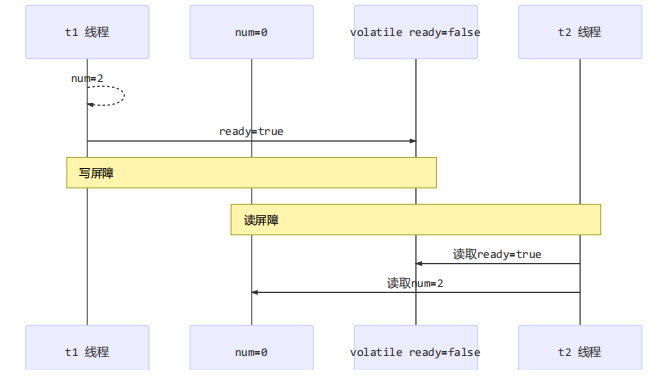 t1 线程
num=0
volatile ready=false
t2 线程
num=2
ready=true
写屏障
读屏障
读取ready=true
读取num=2
t1 线程
num=0
volatile ready=false
t2 线程